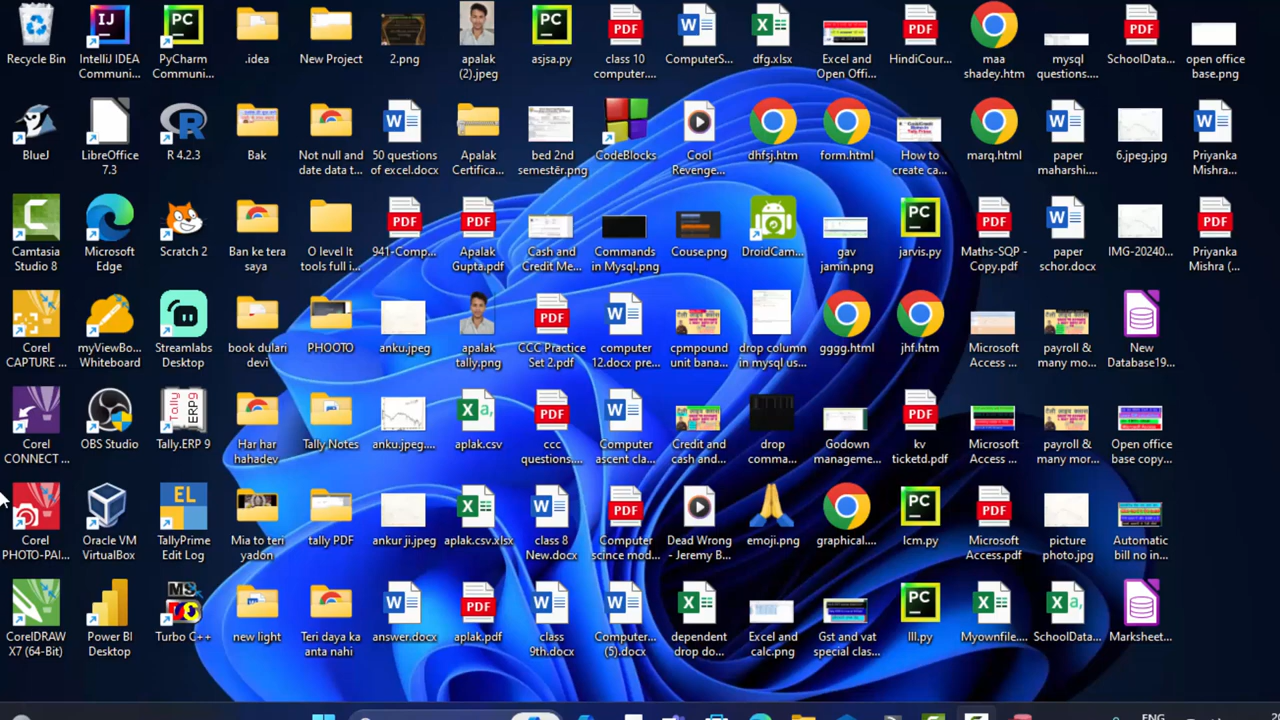 Recycle Bin
IntelliJ IDEA
Communi...
PyCharm
Communi...
.idea
New Project
2.png
apalak
(2).jpeg
asjsa.py
class 10
computer....
ComputerS...
dfg.xlsx
Excel and
Open Offi...
HindiCour...
maa
shadey.htm
mysql
questions....
SchoolData...
open office
base.png
BlueJ
LibreOffice
7.3
R 4.2.3
Bak
Not null and
date data t...
50 questions
of excel.docx
Apalak
Certifica...
bed 2nd
semester.png
CodeBlocks
Cool
Revenge...
dhfsj.htm
form.html
How to
create ca...
marq.html
paper
maharshi....
6.jpeg.jpg
Priyanka
Mishra...
Camtasia
Studio 8
Microsoft
Edge
Scratch 2
Ban ke tera
saya
O level It
tools full i...
941-Comp...
Apalak
Gupta.pdf
Cash and
Credit Me...
Commands
in Mysql.png
Couse.png
DroidCam...
gav
jamin.png
jarvis.py
Maths-SQP -
Copy.pdf
paper
schor.docx
IMG-20240...
Priyanka
Mishra (...
Corel
CAPTURE ...
myViewBo...
Whiteboard
Streamlabs
Desktop
book dulari
devi
PHOOTO
anku.jpeg
apalak
tally.png
CCC Practice
Set 2.pdf
computer
12.docx pre...
cpmpound
unit bana...
drop column
in mysql us...
gggg.html
jhf.htm
Microsoft
Access ...
payroll &
many mo...
New
Database19...
Corel
CONNECT ...
OBS Studio
Tally.ERP 9
Har har
hahadev
Tally.Notes
anku.jpeg....
aplak.csv
ccc
questions....
Computer
ascent cla...
Credit and
cash and...
drop
comma...
Godown
manageme...
kv
ticketd.pdf
Microsoft
Access ...
payroll &
many mor...
Open office
base copy...
Corel
PHOTO-PAI...
Oracle VM
VirtualBox
TallyPrime
Edit Log
Mia to teri
yadon
tally PDF
ankur ji.jpeg
aplak.csv.xlsx
class 8
New.docx
Computer
scince mod...
Dead Wrong
- Jeremy B...
emoji.png
graphical....
lcm.py
Microsoft
Access.pdf
picture
photo.jpg
Automatic
bill no in...
CorelDRAW
X7 (64-Bit)
Power BI
Desktop
Turbo C++
new light
Teri daya ka
anta nahi
answer.docx
aplak.pdf
class
9th.docx
Computer...
(5).docx
dependent
drop do...
Excel and
calc.png
Gst and vat
special clas...
lll.py
Myownfile....
SchoolData...
Marksheet...
ENG